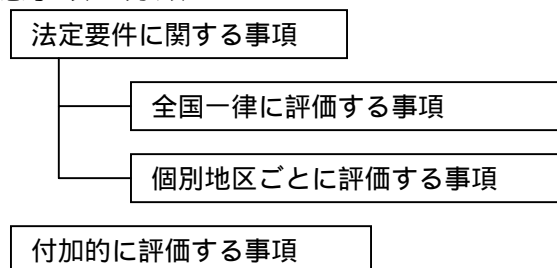 法定要件に関する事項
全国一律に評価する事項
個別地区ごとに評価する事項
付加的に評価する事項